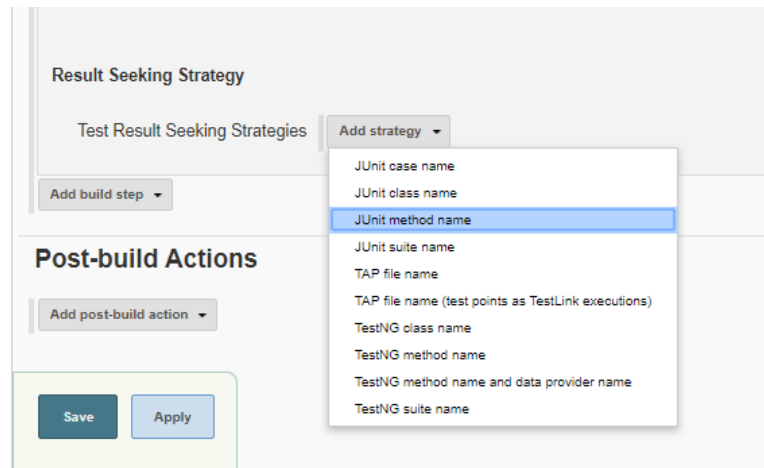 Result Seeking Strategy
Test Result Seeking Strategies
Add strategy
JUnit case name
JUnit class name
JUnit method name
JUnit suite name
TAP file name
TAP file name (test points as TestLink executions)
TestNG class name
TestNG method name
TestNG method name and data provider name
TestNG suite name
Add build step
Post-build Actions
Add post-build action
Save
Apply